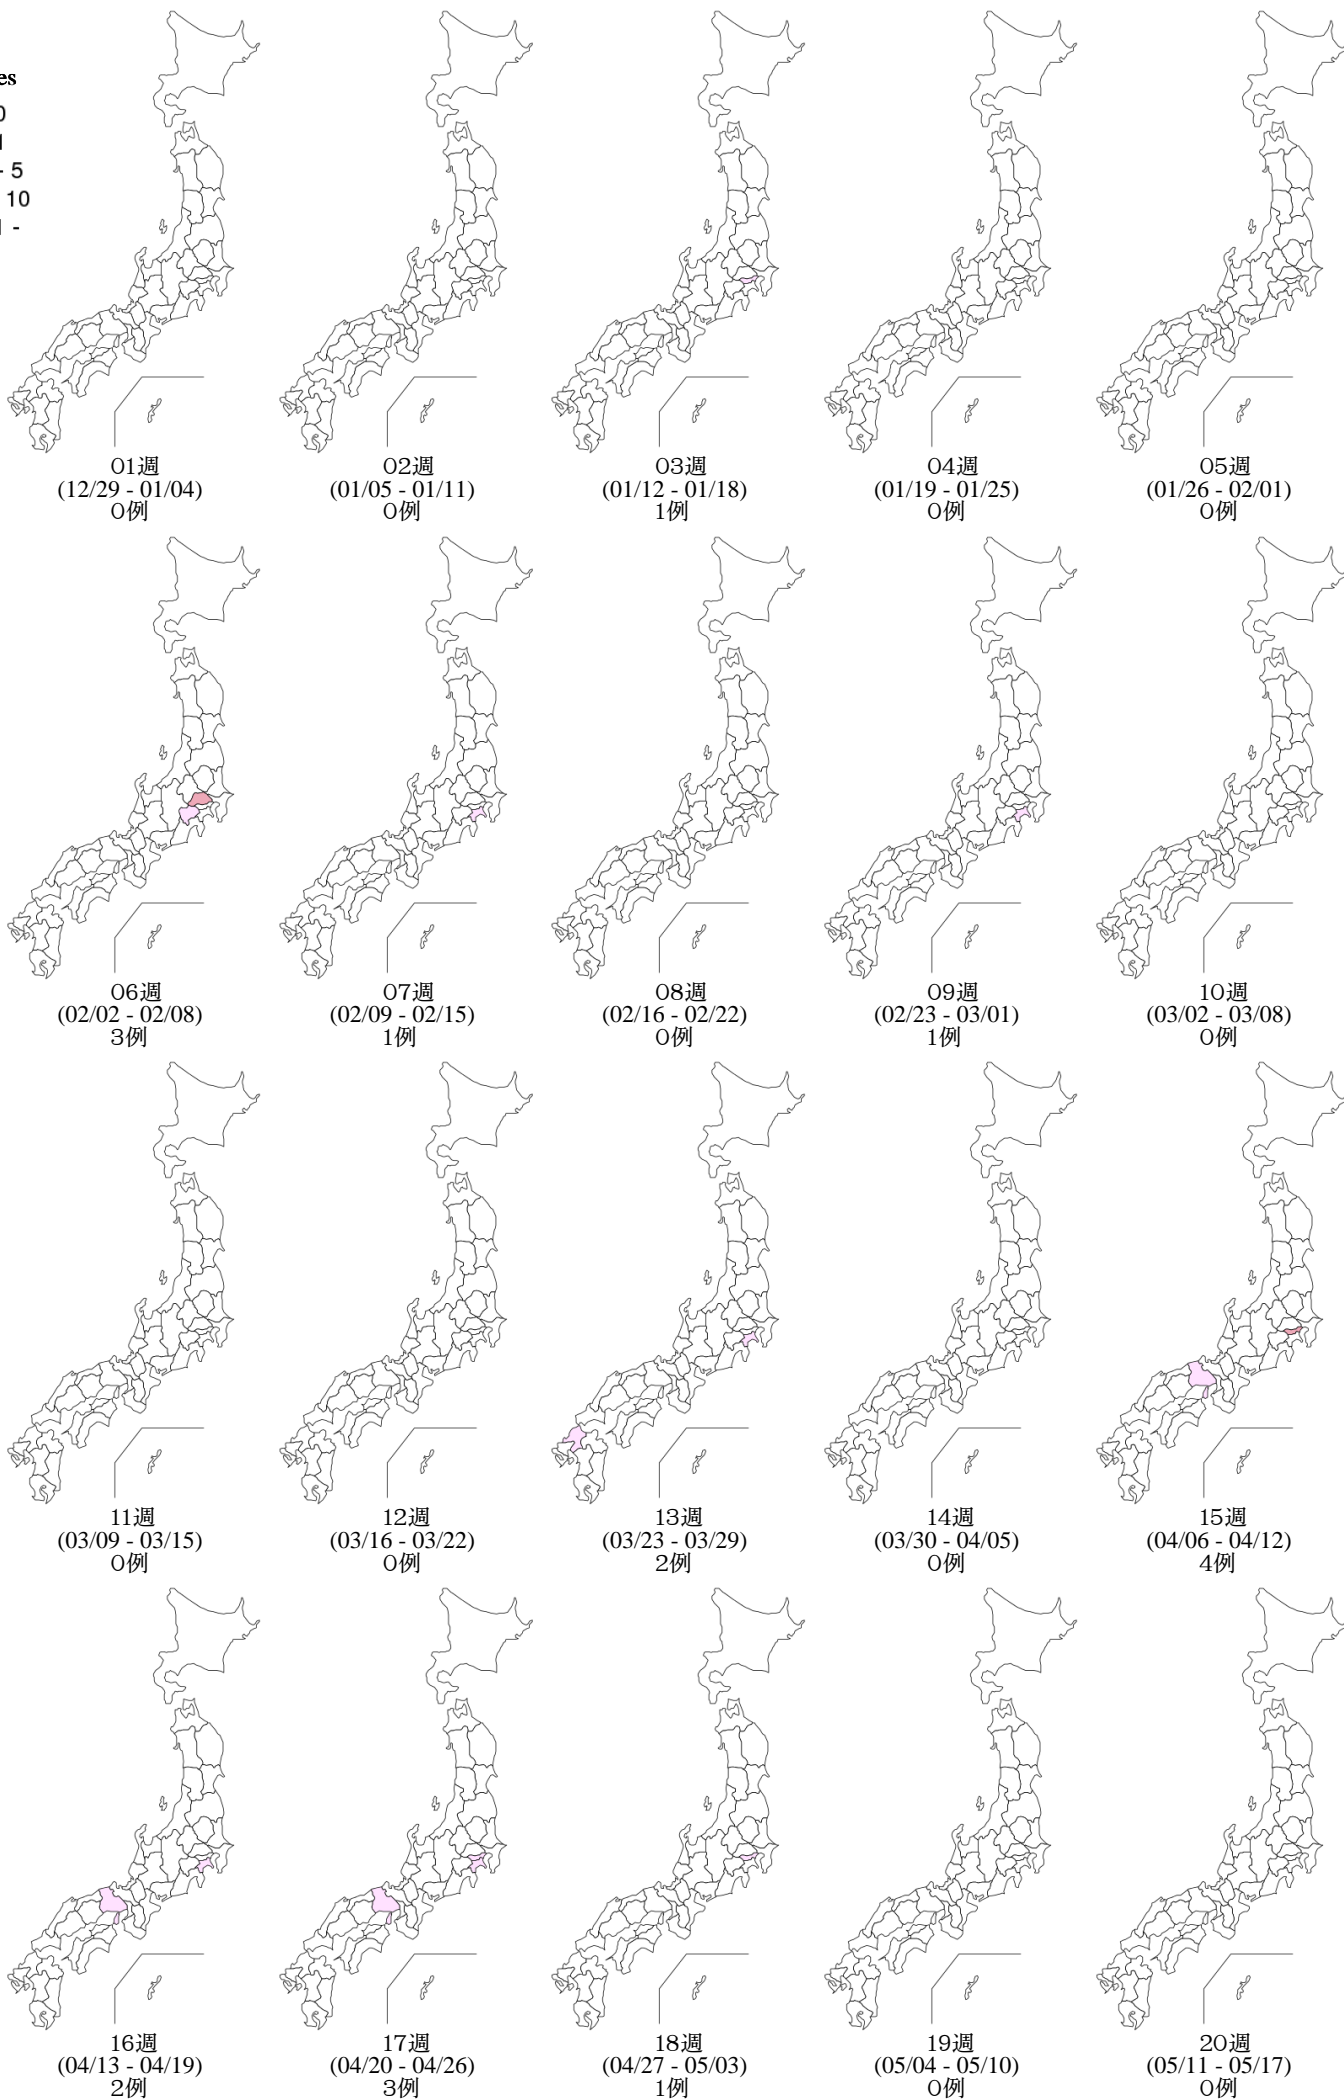 es
0
1
- 5
10
-
01週
(12/29 - 01/04)
0例
02週
(01/05 - 01/11)
0例
03週
(01/12 - 01/18)
1例
04週
(01/19 - 01/25)
0例
05週
(01/26 - 02/01)
0例
06週
(02/02 - 02/08)
3例
07週
(02/09 - 02/15)
1例
08週
(02/16 - 02/22)
0例
09週
(02/23 - 03/01)
1例
10週
(03/02 - 03/08)
0例
11週
(03/09 - 03/15)
0例
12週
(03/16 - 03/22)
0例
13週
(03/23 - 03/29)
2例
14週
(03/30 - 04/05)
0例
15週
(04/06 - 04/12)
4例
16週
(04/13 - 04/19)
2例
17週
(04/20 - 04/26)
3例
18週
(04/27 - 05/03)
1例
19週
(05/04 - 05/10)
0例
20週
(05/11 - 05/17)
0例